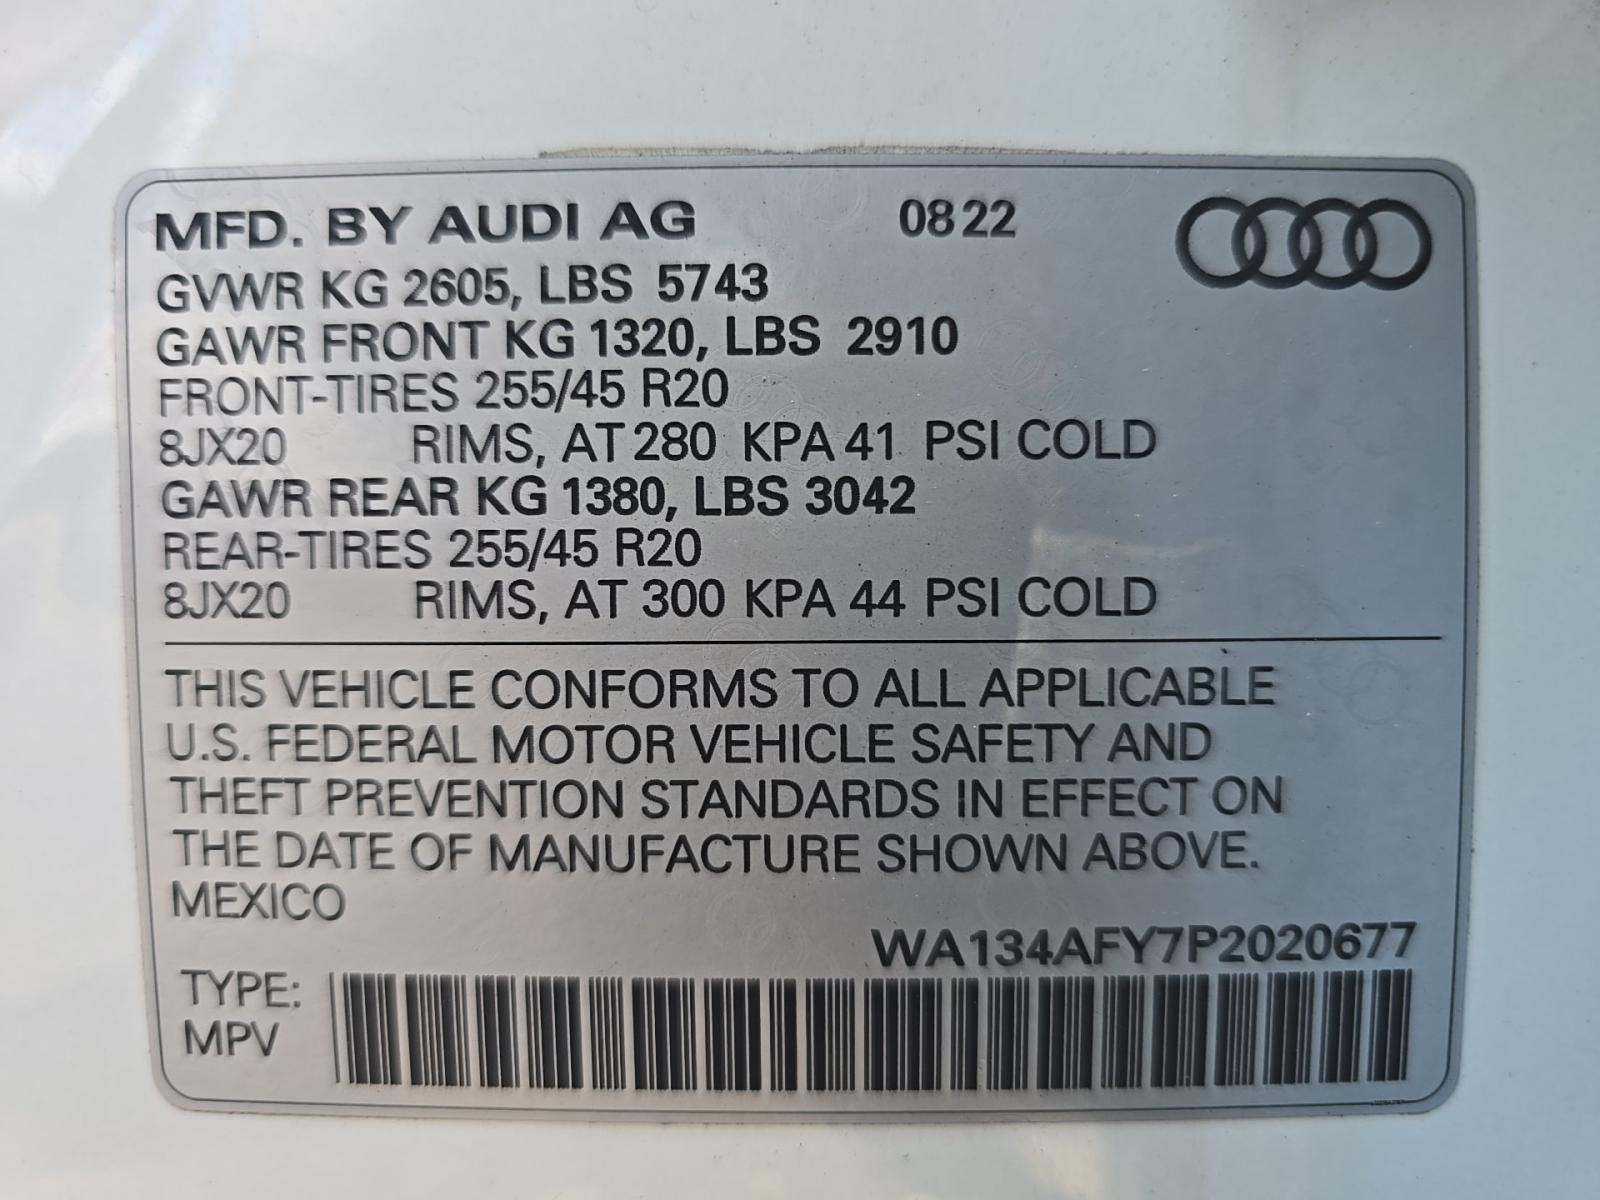 MFD. BY AUDI AG 0822
GVWR KG 2605, LBS 5743
GAWR FRONT KG 1320, LBS 2910
FRONT-TIRES 255/45 R20
8JX20 RIMS, AT 280 KPA 41 PSI COLD
GAWR REAR KG 1380, LBS 3042
REAR-TIRES 255/45 R20
8JX20 RIMS, AT 300 KPA 44 PSI COLD
THIS VEHICLE CONFORMS TO ALL APPLICABLE
U.S. FEDERAL MOTOR VEHICLE SAFETY AND
THEFT PREVENTION STANDARDS IN EFFECT ON
THE DATE OF MANUFACTURE SHOWN ABOVE.
MEXICO
WA134AFY7P2020677
TYPE:
MPV